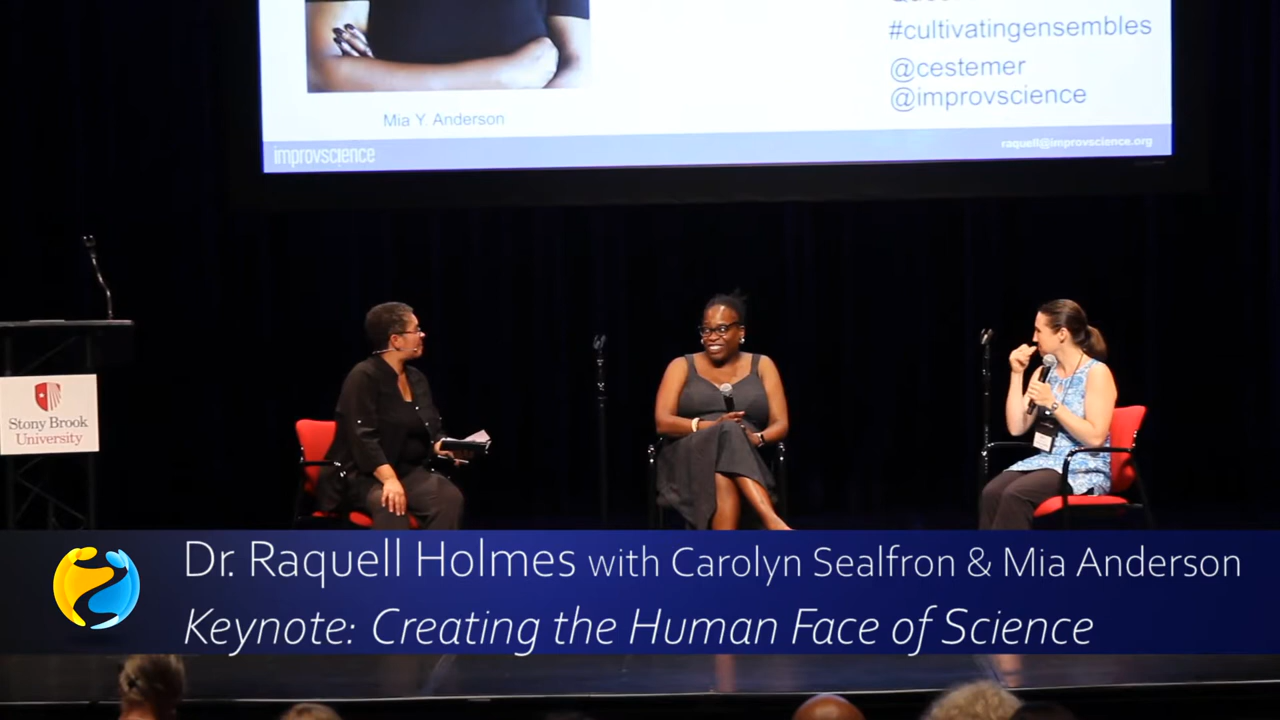 #cultivatingensembles
@cestemer
@improvscience
Mia Y. Anderson
improvscience
raquell@improvscience.org
Stony Brook
University
Dr. Raquell Holmes with Carolyn Sealfron & Mia Anderson
Keynote: Creating the Human Face of Science